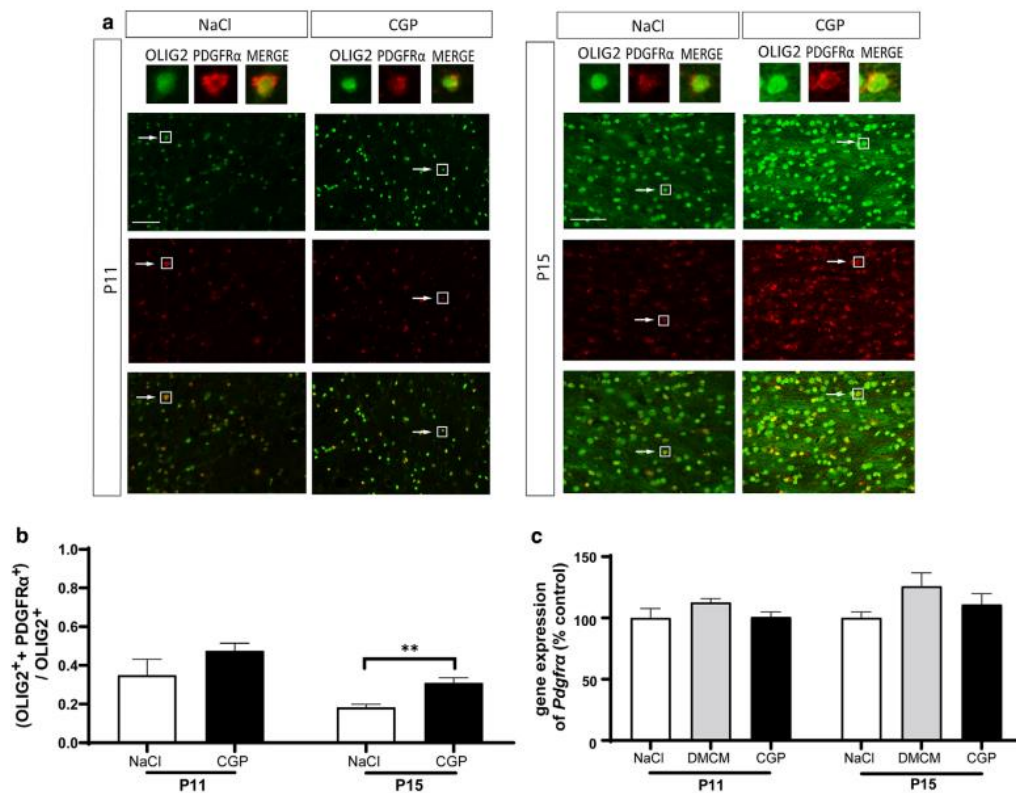 a
NaCl
CGP
OLIG2 PDGFRα MERGE
OLIG2 PDGFRα MERGE
P11
NaCl
CGP
OLIG2 PDGFRα MERGE
OLIG2 PDGFRα MERGE
P15
b
(OLIG2+ + PDGFRα+)
/ OLIG2+
1.0
0.8
0.6
0.4
0.2
0.0
**
NaCl CGP NaCl CGP
P11 P15
c
gene expression
of Pdgfrα (% control)
150
100
50
0
NaCl DMCM CGP NaCl DMCM CGP
P11 P15